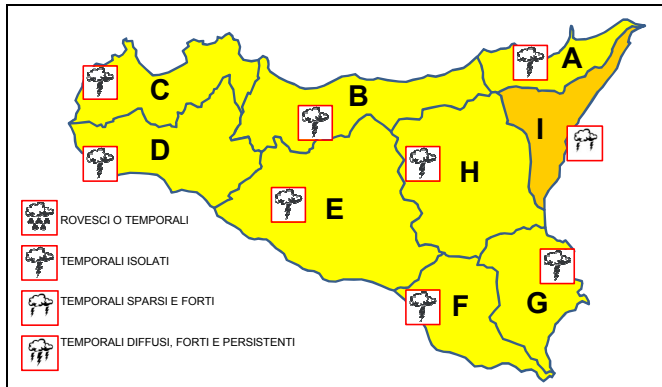 A
C
B
I
D
H
E
F
G
ROVESCI O TEMPORALI
TEMPORALI ISOLATI
TEMPORALI SPARSI E FORTI
TEMPORALI DIFFUSI, FORTI E PERSISTENTI